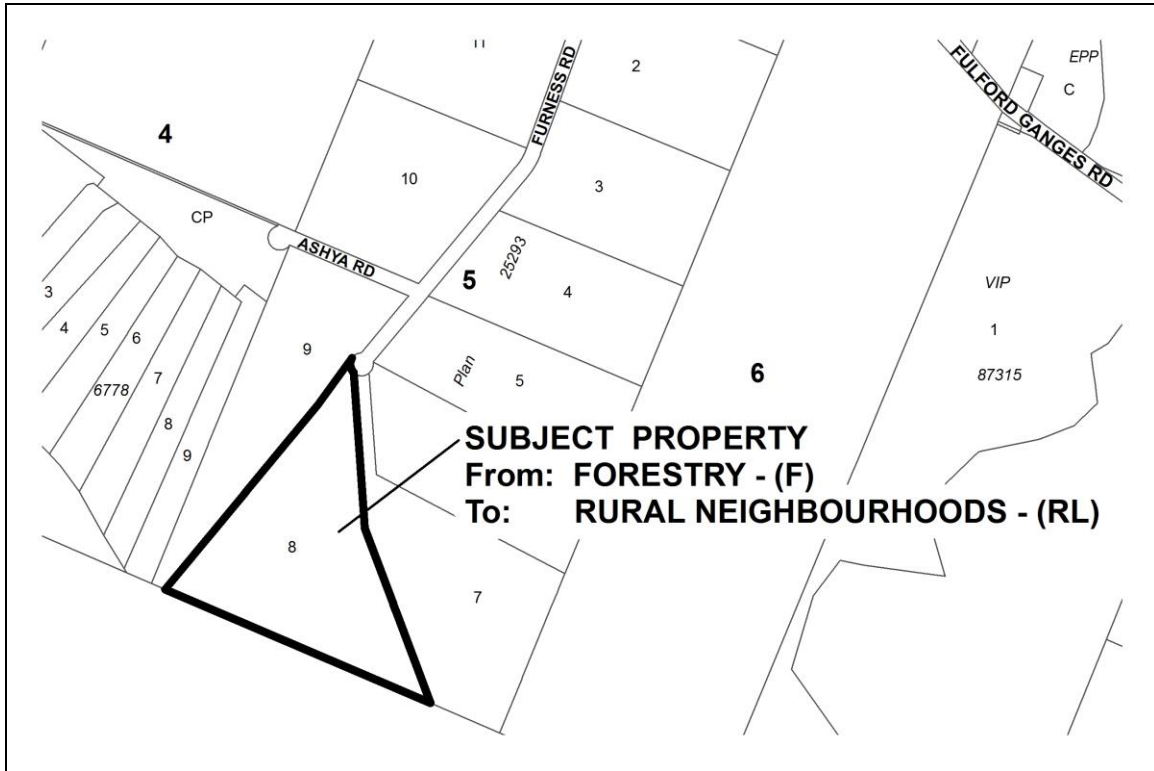 11
2
FURNESS RD
FULFORD GANGES RD
EPP
C
4
10
3
CP
ASHYA RD
5
25293
4
VIP
1
87315
3
4
5
6
7
8
9
6778
9
Plan
5
6
SUBJECT PROPERTY
From: FORESTRY - (F)
To: RURAL NEIGHBOURHOODS - (RL)
8
7